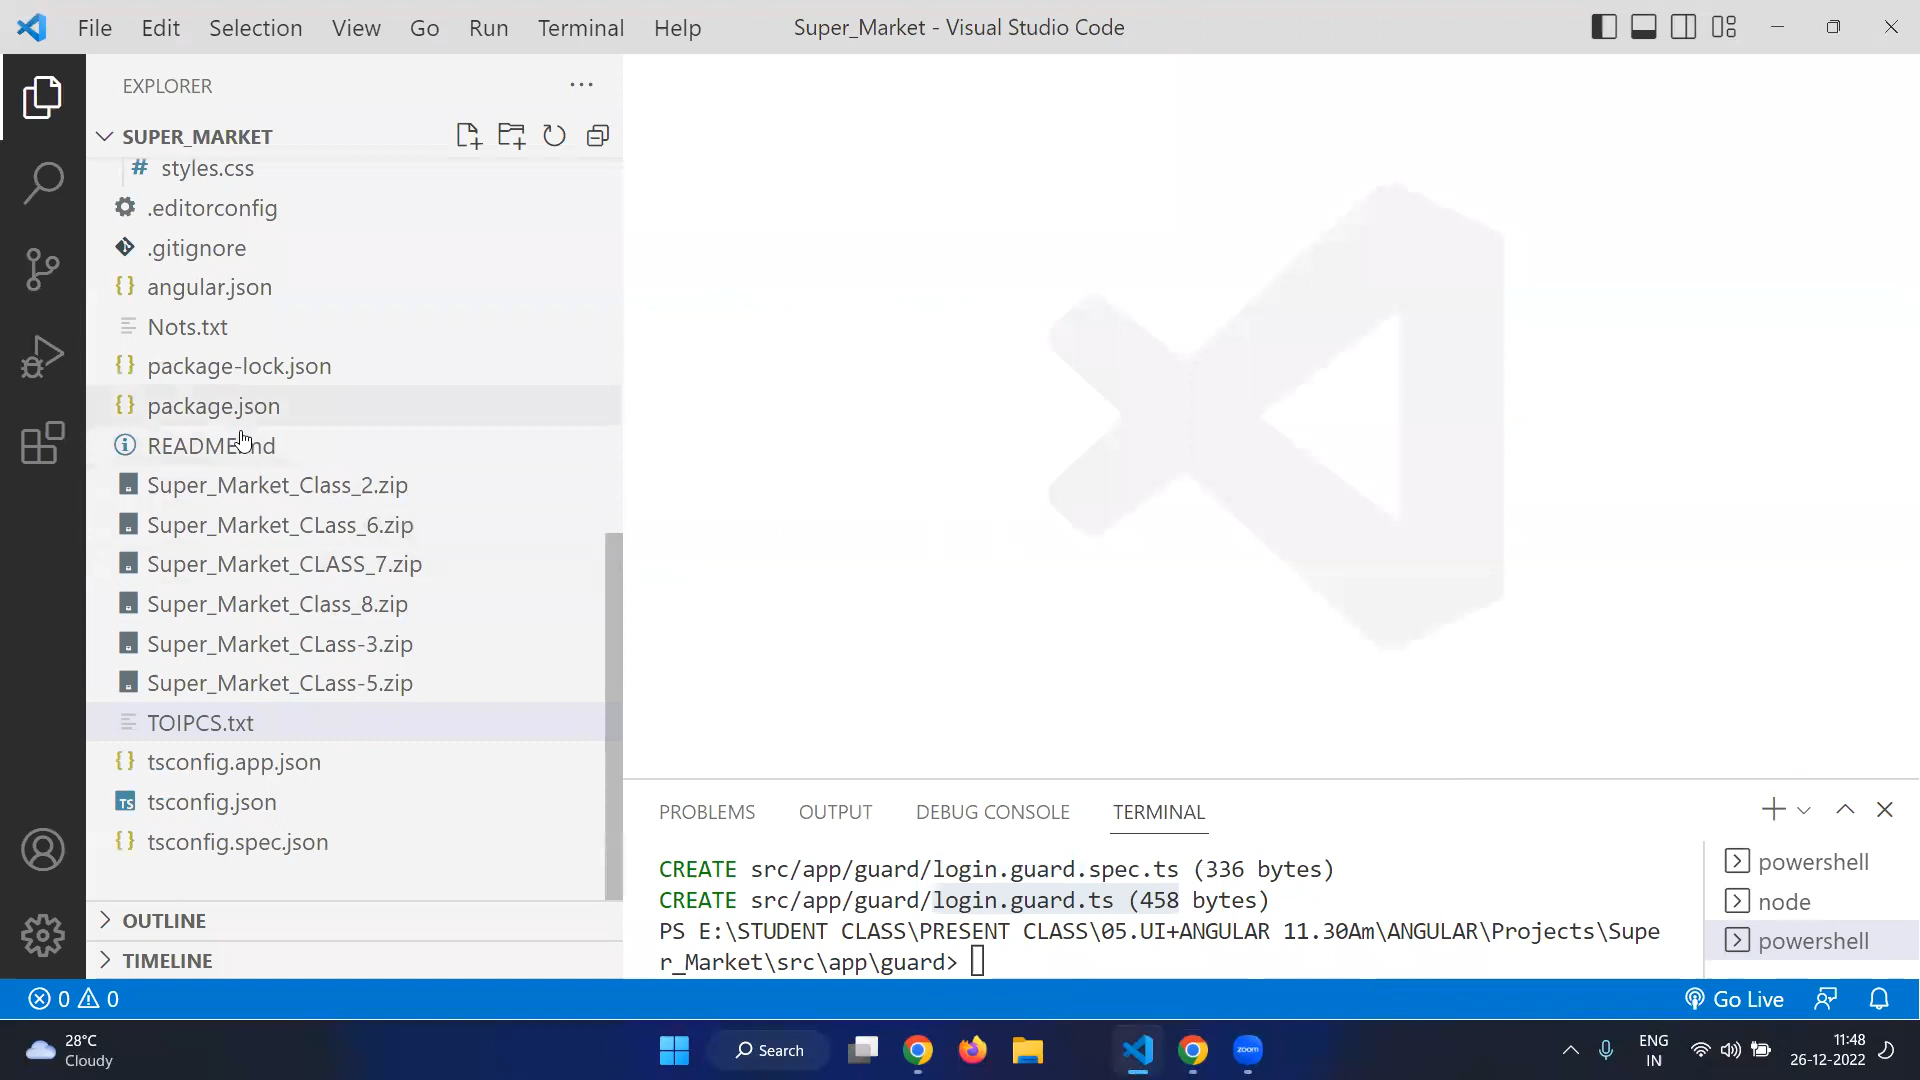 File Edit Selection View Go Run Terminal Help Super_Market - Visual Studio Code
EXPLORER
SUPER_MARKET
# styles.css
.editorconfig
.gitignore
{} angular.json
Nots.txt
{} package-lock.json
{} package.json
README.md
Super_Market_Class_2.zip
Super_Market_CLass_6.zip
Super_Market_CLASS_7.zip
Super_Market_Class_8.zip
Super_Market_CLass-3.zip
Super_Market_CLass-5.zip
TOIPCS.txt
{} tsconfig.app.json
TS tsconfig.json
{} tsconfig.spec.json
OUTLINE
TIMELINE
PROBLEMS OUTPUT DEBUG CONSOLE TERMINAL
CREATE src/app/guard/login.guard.spec.ts (336 bytes)
CREATE src/app/guard/login.guard.ts (458 bytes)
PS E:\STUDENT CLASS\PRESENT CLASS\05.UI+ANGULAR 11.30Am\ANGULAR\Projects\Supe
r_Market\src\app\guard>
powershell
node
powershell
0 0 Go Live
28°C
Cloudy
Search
zoom
ENG
IN
11:48
26-12-2022